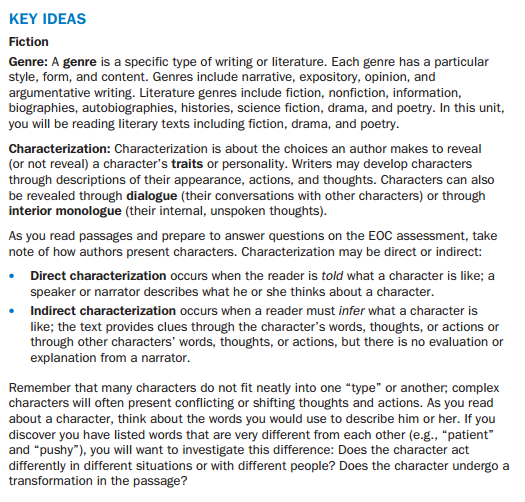 KEY IDEAS
Fiction
Genre: A genre is a specific type of writing or literature. Each genre has a particular
style, form, and content. Genres include narrative, expository, opinion, and
argumentative writing. Literature genres include fiction, nonfiction, information,
biographies, autobiographies, histories, science fiction, drama, and poetry. In this unit,
you will be reading literary texts including fiction, drama, and poetry.
Characterization: Characterization is about the choices an author makes to reveal
(or not reveal) a character's traits or personality. Writers may develop characters
through descriptions of their appearance, actions, and thoughts. Characters can also
be revealed through dialogue (their conversations with other characters) or through
interior monologue (their internal, unspoken thoughts).
As you read passages and prepare to answer questions on the EOC assessment, take
note of how authors present characters. Characterization may be direct or indirect:
• Direct characterization occurs when the reader is told what a character is like; a
speaker or narrator describes what he or she thinks about a character.
• Indirect characterization occurs when a reader must infer what a character is
like; the text provides clues through the character's words, thoughts, or actions or
through other characters' words, thoughts, or actions, but there is no evaluation or
explanation from a narrator.
Remember that many characters do not fit neatly into one “type” or another; complex
characters will often present conflicting or shifting thoughts and actions. As you read
about a character, think about the words you would use to describe him or her. If you
discover you have listed words that are very different from each other (e.g., “patient”
and “pushy”), you will want to investigate this difference: Does the character act
differently in different situations or with different people? Does the character undergo a
transformation in the passage?